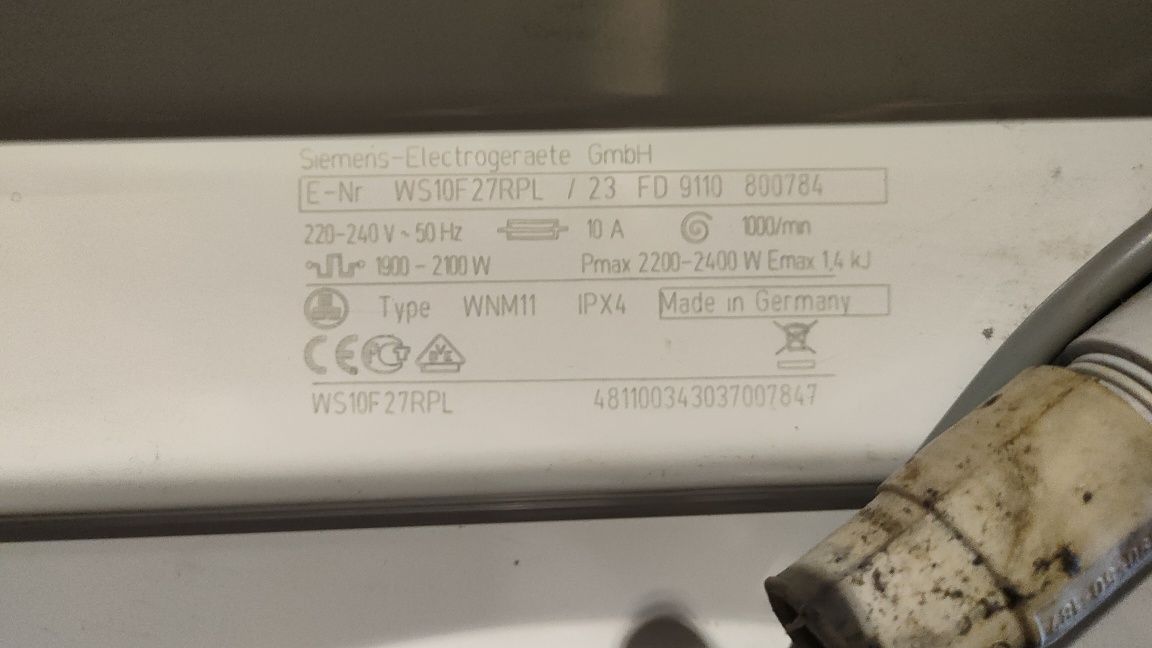 Siemens-Electrogeraete GmbH
E-Nr WS10F27RPL / 23 FD 9110 800784
220-240 V ~ 50 Hz 10 A 1000/min
1900 - 2100 W Pmax 2200-2400 W Emax 1,4 kJ
Type WNM11 IPX4 Made in Germany
CE
WS10F27RPL 481100343037007847